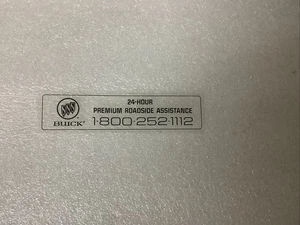 24-HOUR
PREMIUM ROADSIDE ASSISTANCE
1-800-252-1112
BUICK